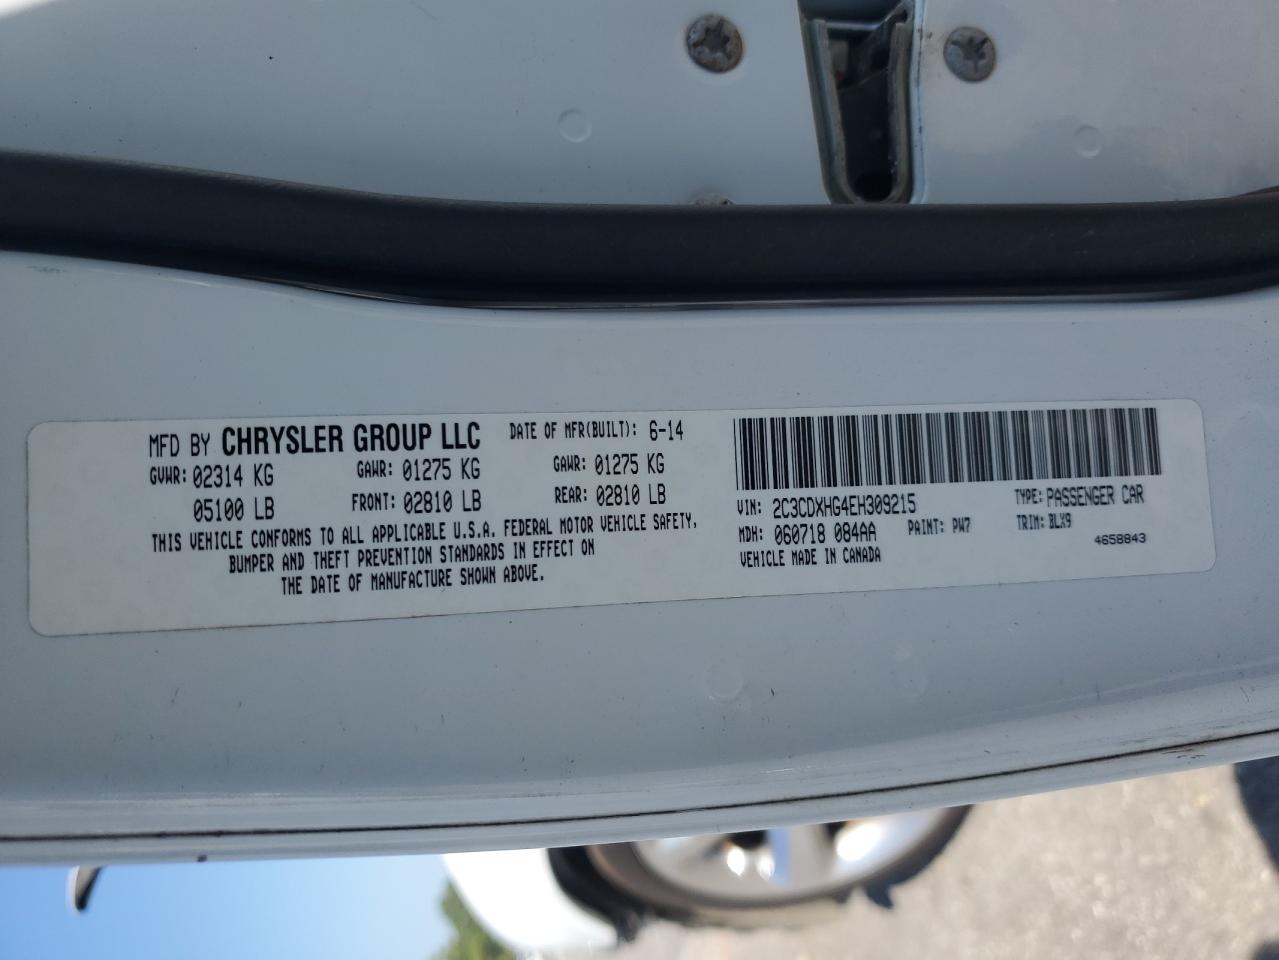 MFD BY CHRYSLER GROUP LLC DATE OF MFR(BUILT): 6-14
GVWR: 02314 KG GAWR: 01275 KG GAWR: 01275 KG
05100 LB FRONT: 02810 LB REAR: 02810 LB
THIS VEHICLE CONFORMS TO ALL APPLICABLE U.S.A. FEDERAL MOTOR VEHICLE SAFETY,
BUMPER AND THEFT PREVENTION STANDARDS IN EFFECT ON
THE DATE OF MANUFACTURE SHOWN ABOVE.
VIN: 2C3CDXHG4EH309215 TYPE: PASSENGER CAR
MDH: 060718 084AA PAINT: PW7 TRIM: BLX9
VEHICLE MADE IN CANADA 4658843